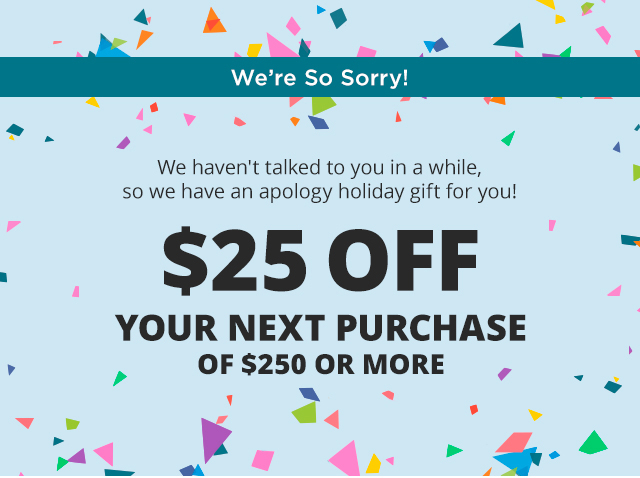 We're So Sorry!
We haven't talked to you in a while,
so we have an apology holiday gift for you!
$25 OFF
YOUR NEXT PURCHASE
OF $250 OR MORE